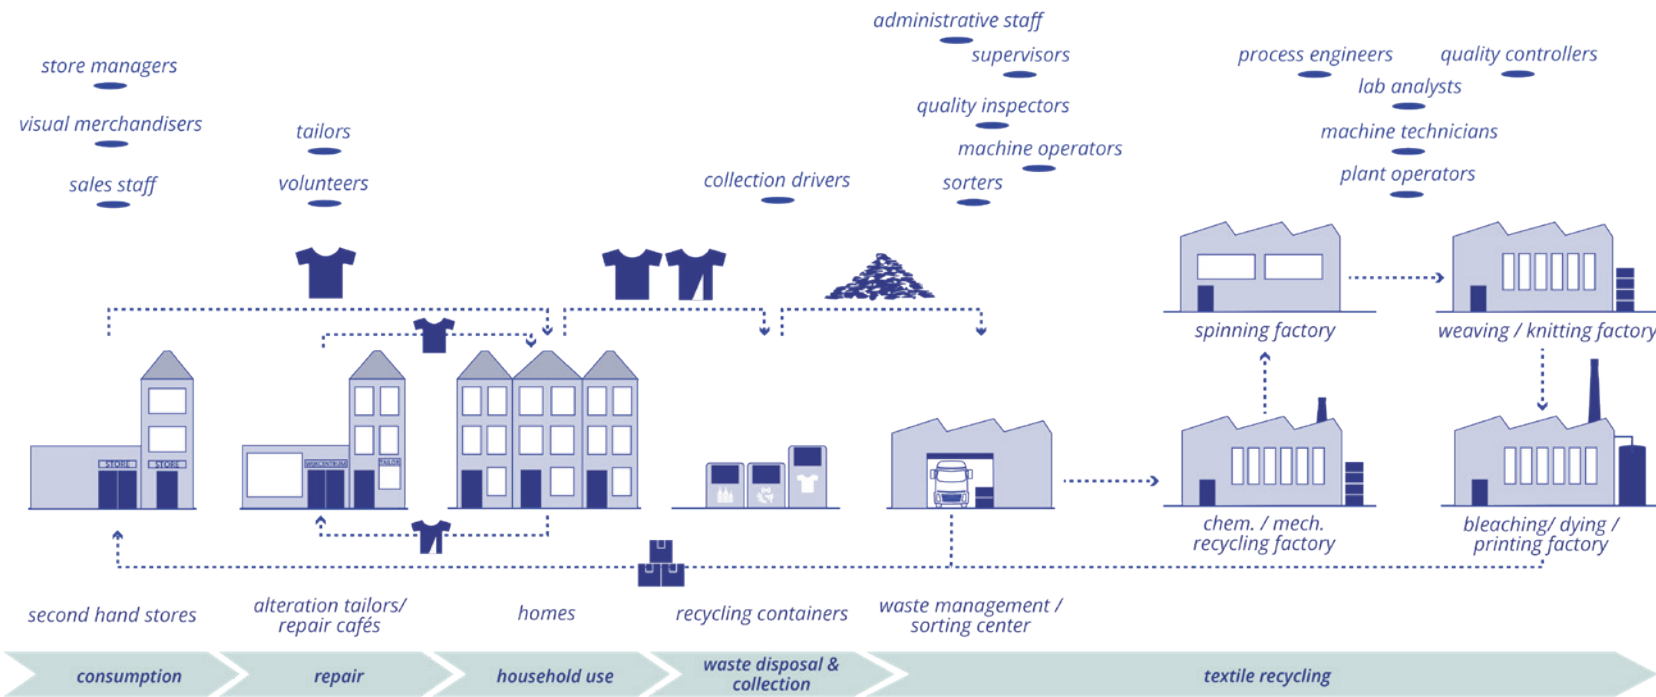 administrative staff
supervisors
process engineers
quality controllers
store managers
lab analysts
quality inspectors
visual merchandisers
tailors
machine technicians
machine operators
plant operators
sales staff
volunteers
collection drivers
sorters
spinning factory
weaving / knitting factory
STORE
STORE
TAILOR
chem. / mech.
recycling factory
bleaching/ dying /
printing factory
second hand stores
alteration tailors/
repair cafés
homes
recycling containers
waste management /
sorting center
consumption
repair
household use
waste disposal &
collection
textile recycling